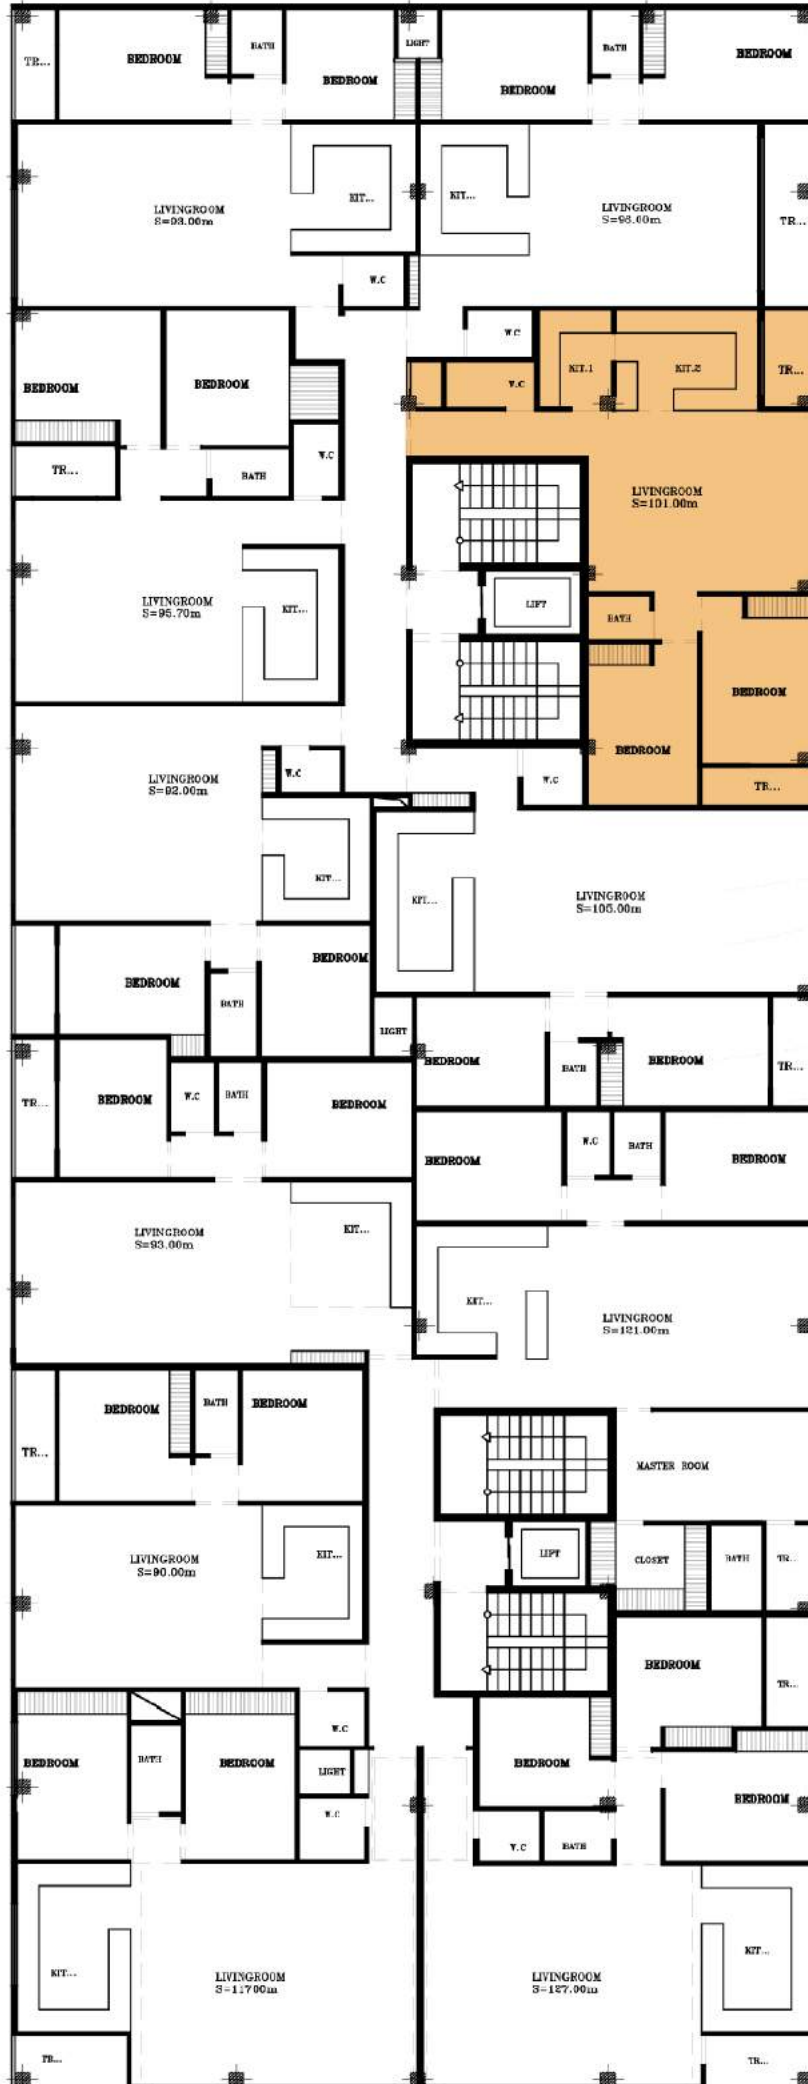 LIGHT
BATH
BATH
BEDROOM
BEDROOM
TR...
BEDROOM
BEDROOM
LIVINGROOM
S=93.00m
KIT...
KIT...
LIVINGROOM
S=98.00m
TR...
W.C
W.C
BEDROOM
BEDROOM
KIT.1
KIT.2
TR...
W.C
TR...
BATH
W.C
LIVINGROOM
S=101.00m
LIVINGROOM
S=95.70m
KIT...
LIFT
BATH
BEDROOM
BEDROOM
LIVINGROOM
S=92.00m
W.C
W.C
TR...
KIT...
KIT...
LIVINGROOM
S=105.00m
BEDROOM
BEDROOM
BATH
LIGHT
BEDROOM
BATH
BEDROOM
TR...
TR...
BEDROOM
W.C
BATH
BEDROOM
BEDROOM
W.C
BATH
BEDROOM
LIVINGROOM
S=93.00m
KIT...
KIT...
LIVINGROOM
S=121.00m
BEDROOM
BATH
BEDROOM
TR...
MASTER ROOM
LIVINGROOM
S=90.00m
KIT...
LIFT
CLOSET
BATH
TR...
BEDROOM
TR...
W.C
BEDROOM
BATH
BEDROOM
LIGHT
BEDROOM
BEDROOM
W.C
W.C
BATH
KIT...
LIVINGROOM
S=11700m
LIVINGROOM
S=127.00m
KIT...
TR...
TR...